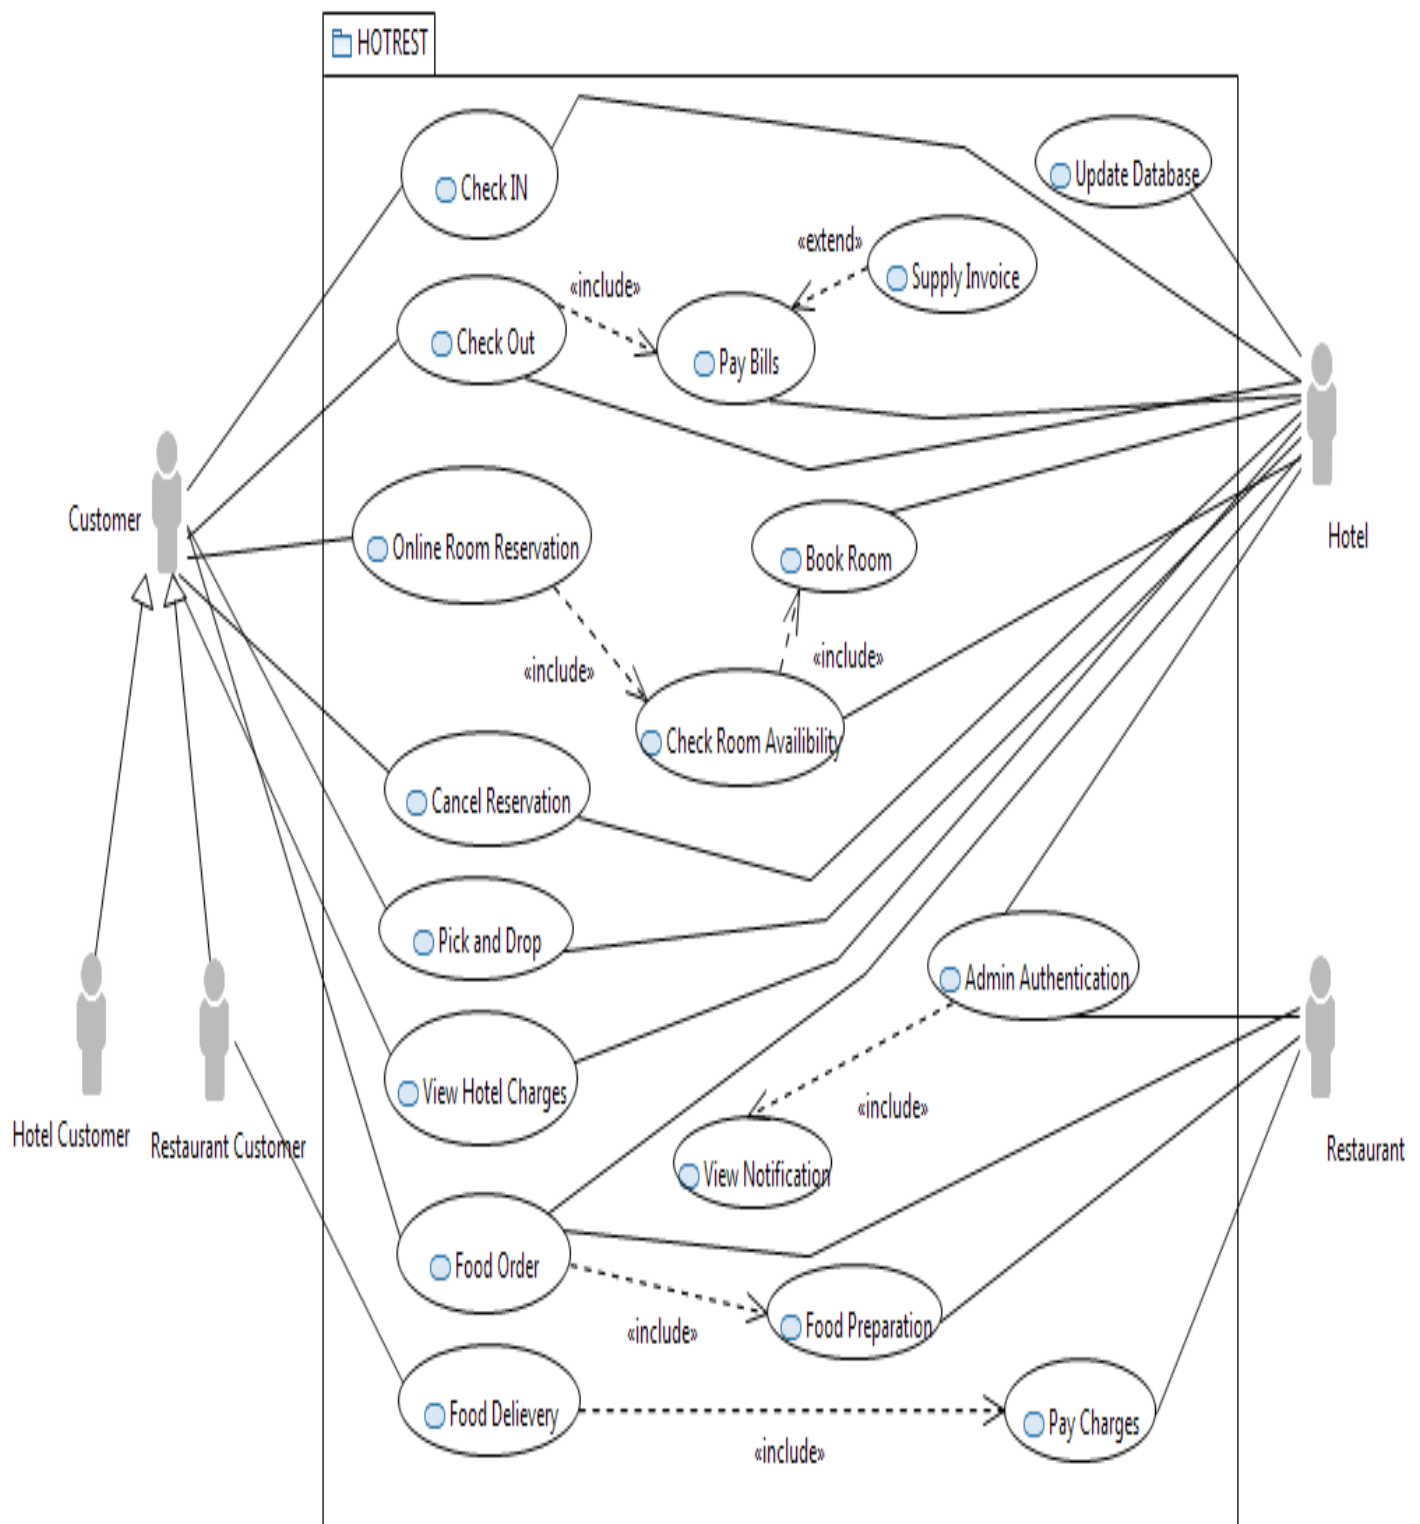 HOTREST
Check IN
Update Database
«extend»
Supply Invoice
«include»
Check Out
Pay Bills
Customer
Hotel
Online Room Reservation
Book Room
«include»
«include»
Check Room Availibility
Cancel Reservation
Pick and Drop
Admin Authentication
View Hotel Charges
«include»
Hotel Customer
Restaurant Customer
Restaurant
View Notification
Food Order
«include»
Food Preparation
Food Delievery
Pay Charges
«include»